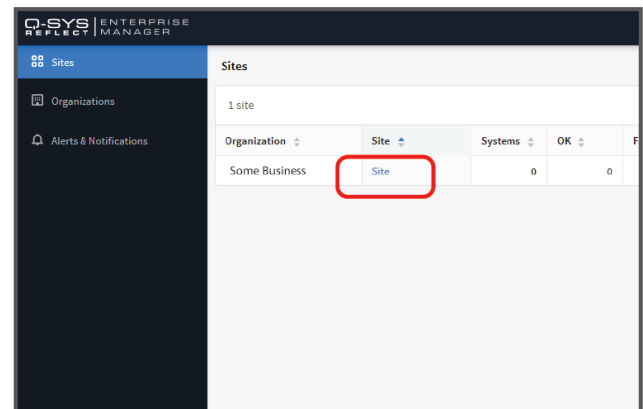 Q-SYS ENTERPRISE
REFLECT MANAGER
Sites
Organizations
Alerts & Notifications
Sites
1 site
Organization Site Systems OK F
Some Business Site 0 0